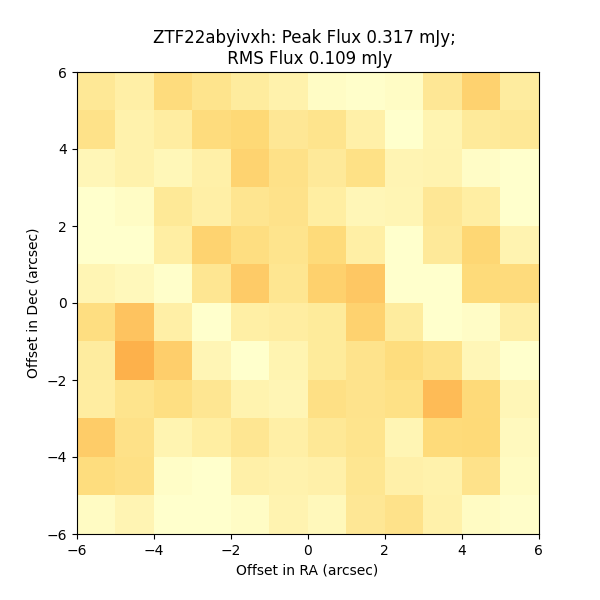 ZTF22abyivxh: Peak Flux 0.317 mJy;
RMS Flux 0.109 mJy
6
4
2
0
−2
−4
−6
Offset in Dec (arcsec)
−6 −4 −2 0 2 4 6
Offset in RA (arcsec)